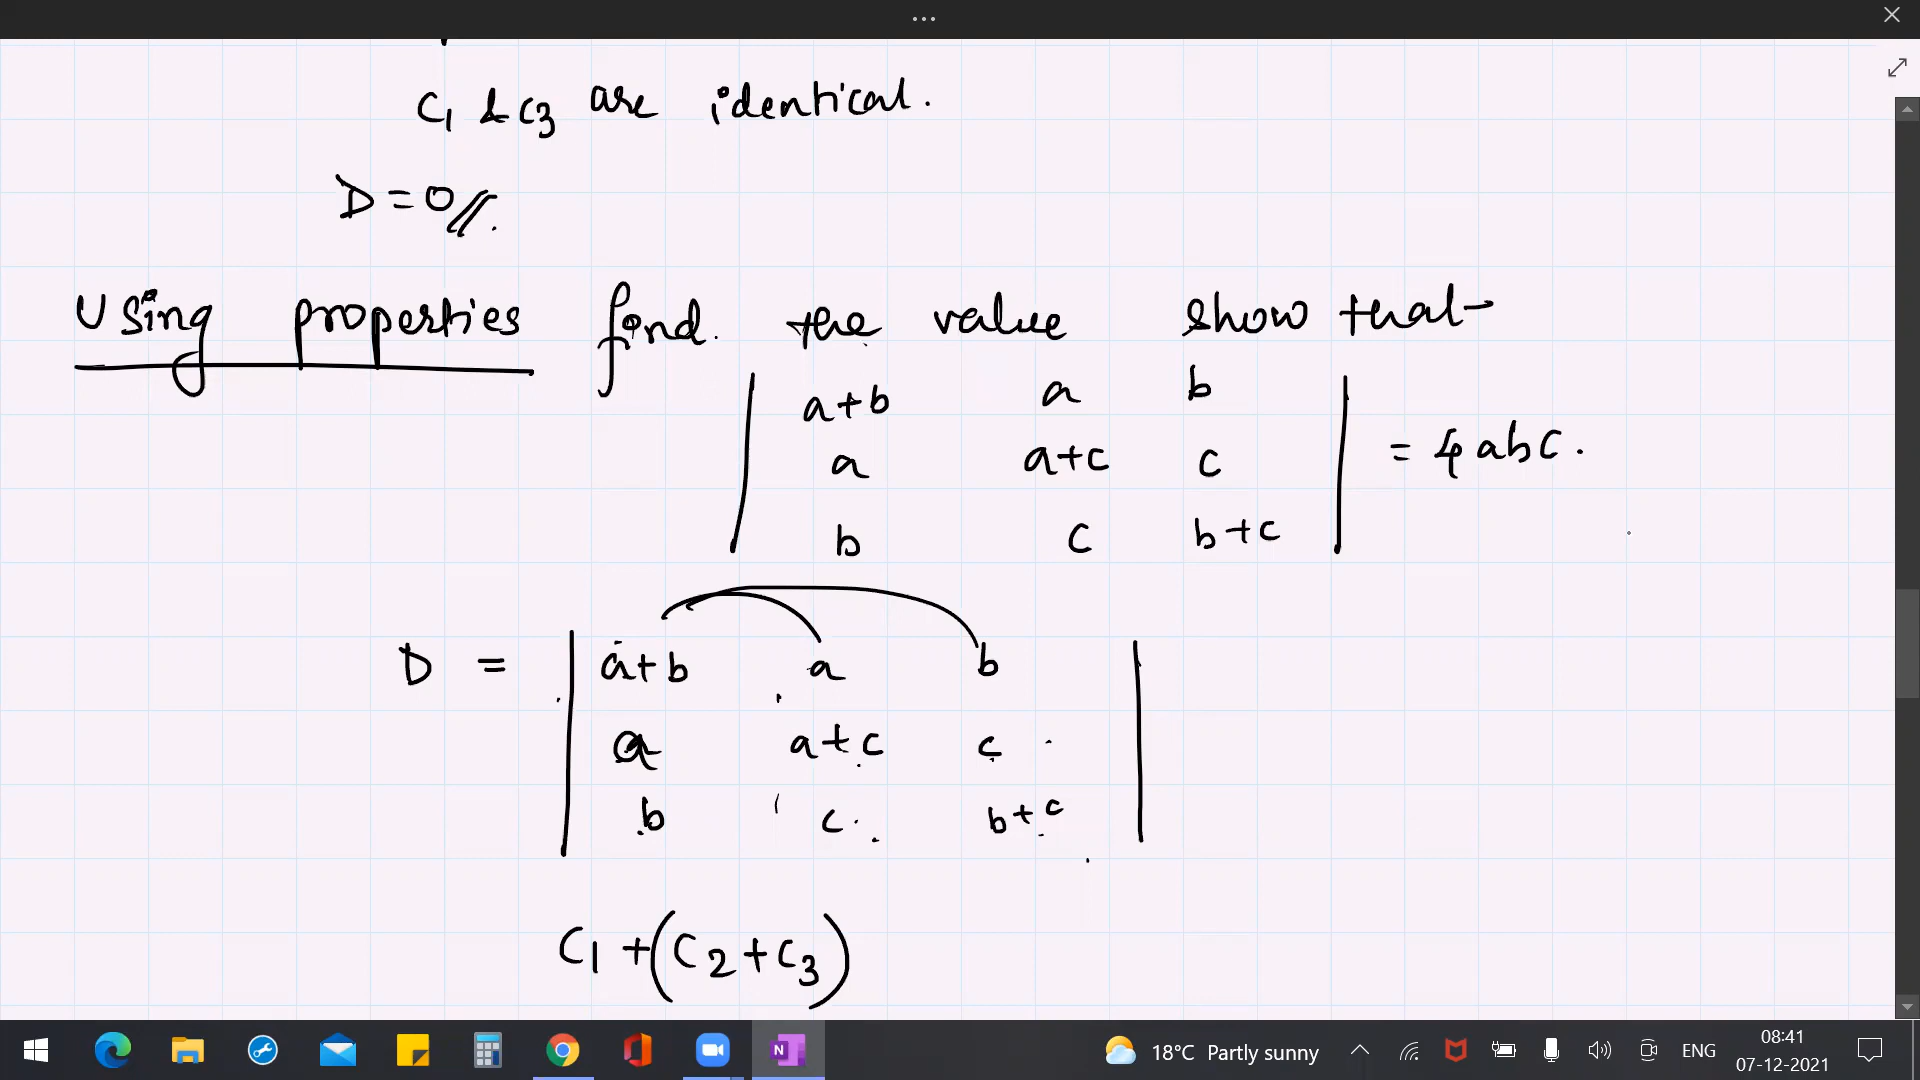 C1 & C3 are identical.
D = 0 //.
Using properties find. the value show that
| a+b a b |
| a a+c c | = 4abc.
| b c b+c |
D = | a+b a b |
| a a+c c |
| b c b+c |
C1 + (C2 + C3)
18°C Partly sunny
ENG
08:41
07-12-2021